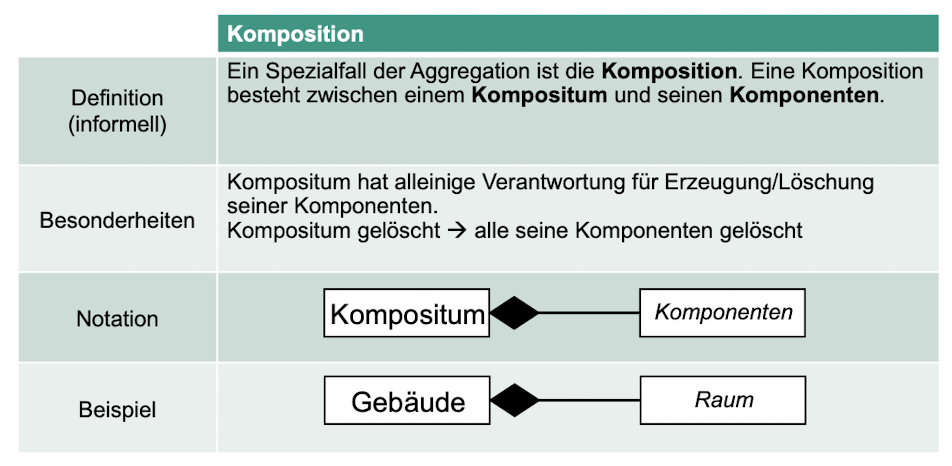 Komposition
Definition
(informell)
Ein Spezialfall der Aggregation ist die Komposition. Eine Komposition
besteht zwischen einem Kompositum und seinen Komponenten.
Besonderheiten
Kompositum hat alleinige Verantwortung für Erzeugung/Löschung
seiner Komponenten.
Kompositum gelöscht → alle seine Komponenten gelöscht
Notation
Kompositum
Komponenten
Beispiel
Gebäude
Raum